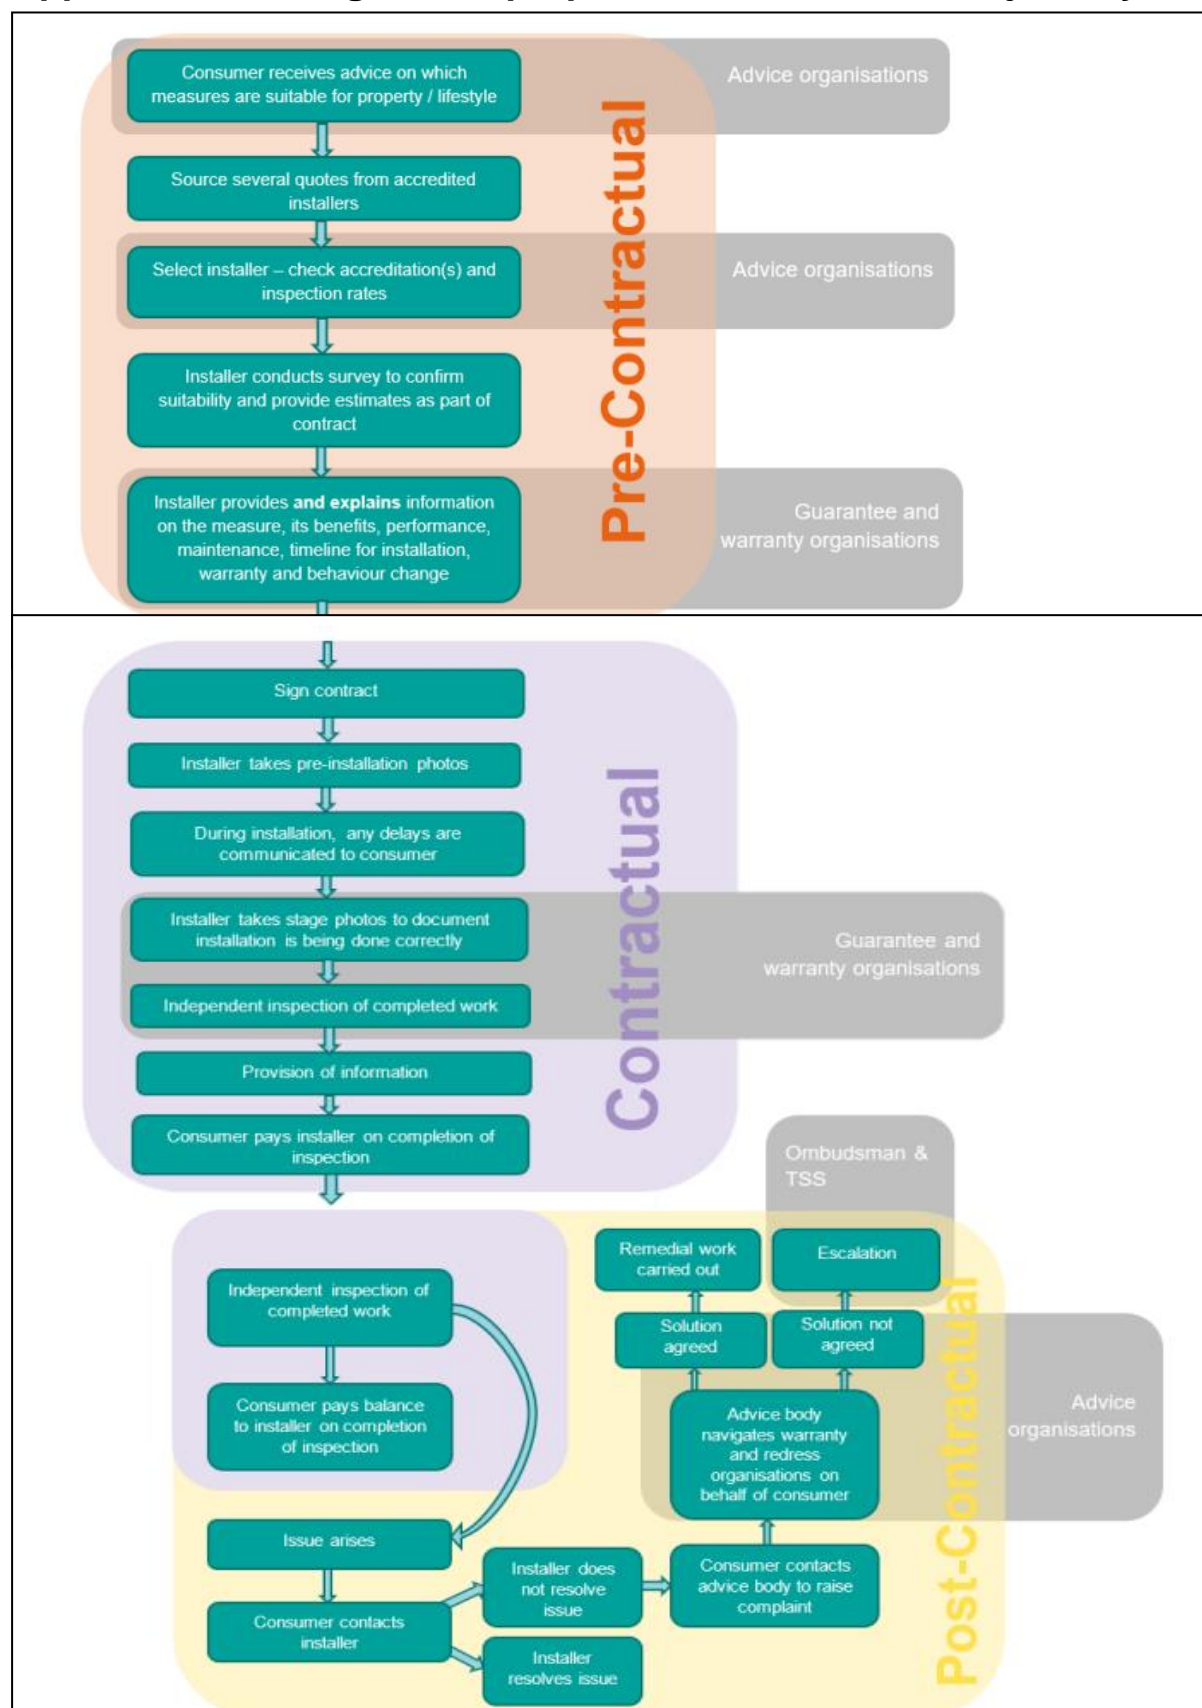 Consumer receives advice on which
measures are suitable for property / lifestyle
Advice organisations
Source several quotes from accredited
installers
Select installer – check accreditation(s) and
inspection rates
Advice organisations
Installer conducts survey to confirm
suitability and provide estimates as part of
contract
Installer provides and explains information
on the measure, its benefits, performance,
maintenance, timeline for installation,
warranty and behaviour change
Guarantee and
warranty organisations
Pre-Contractual
Sign contract
Installer takes pre-installation photos
During installation, any delays are
communicated to consumer
Installer takes stage photos to document
installation is being done correctly
Guarantee and
warranty organisations
Independent inspection of completed work
Provision of information
Consumer pays installer on completion of
inspection
Contractual
Ombudsman &
TSS
Remedial work
carried out
Escalation
Independent inspection of
completed work
Solution
agreed
Solution not
agreed
Consumer pays balance
to installer on completion
of inspection
Advice body
navigates warranty
and redress
organisations on
behalf of consumer
Advice
organisations
Issue arises
Installer does
not resolve
issue
Consumer contacts
advice body to raise
complaint
Consumer contacts
installer
Installer
resolves issue
Post-Contractual